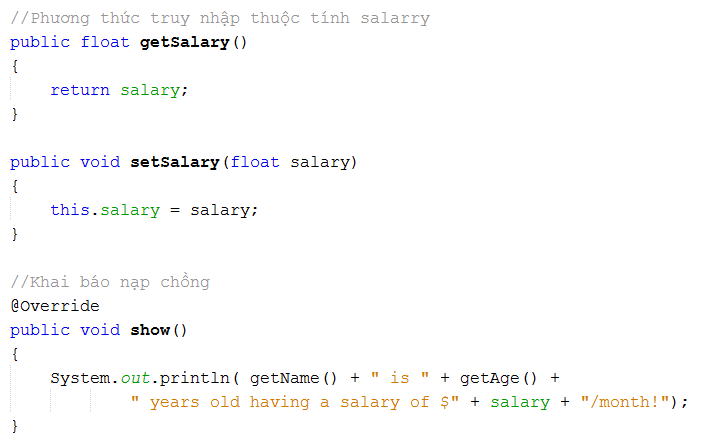 //Phương thức truy nhập thuộc tính salarry
public float getSalary()
{
    return salary;
}

public void setSalary(float salary)
{
    this.salary = salary;
}

//Khai báo nạp chồng
@Override
public void show()
{
    System.out.println( getName() + " is " + getAge() +
            " years old having a salary of $" + salary + "/month!");
}